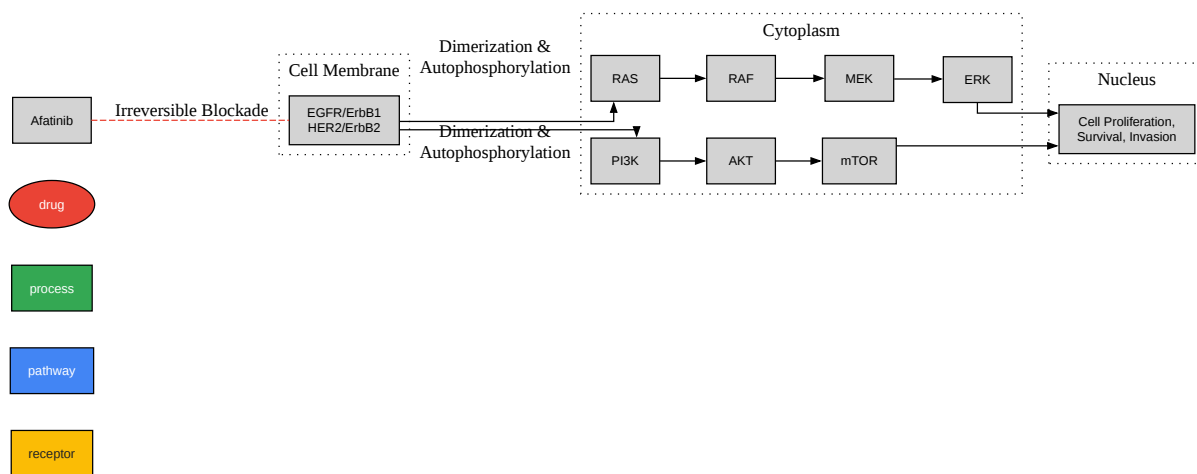 Afatinib
Irreversible Blockade
Cell Membrane
EGFR/ErbB1
HER2/ErbB2
Dimerization &
Autophosphorylation
Dimerization &
Autophosphorylation
Cytoplasm
RAS
RAF
MEK
ERK
PI3K
AKT
mTOR
Nucleus
Cell Proliferation,
Survival, Invasion
drug
process
pathway
receptor